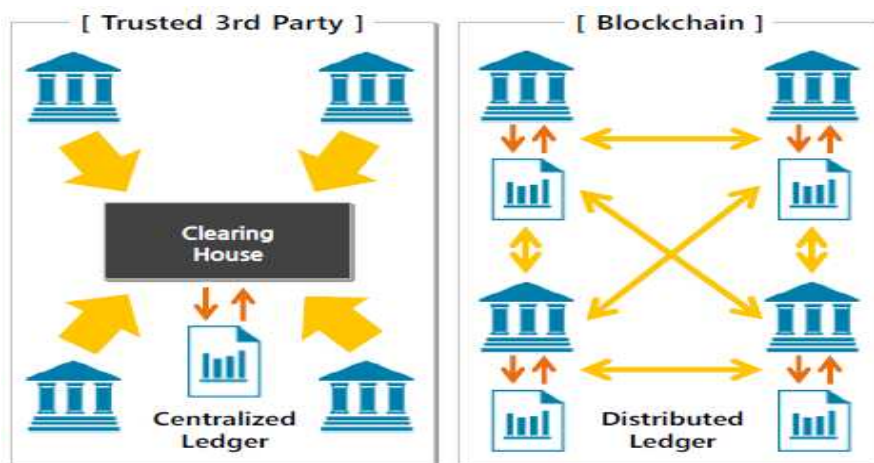 [ Trusted 3rd Party ]
Clearing
House
Centralized
Ledger
[ Blockchain ]
Distributed
Ledger